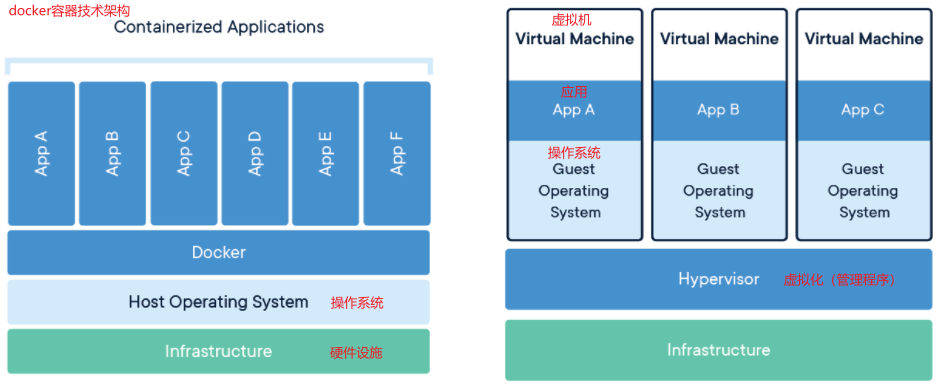 docker容器技术架构
Containerized Applications
App A
App B
App C
App D
App E
App F
Docker
Host Operating System 操作系统
Infrastructure 硬件设施
虚拟机
Virtual Machine
应用
App A
操作系统
Guest
Operating
System
Virtual Machine
App B
Guest
Operating
System
Virtual Machine
App C
Guest
Operating
System
Hypervisor 虚拟化（管理程序）
Infrastructure